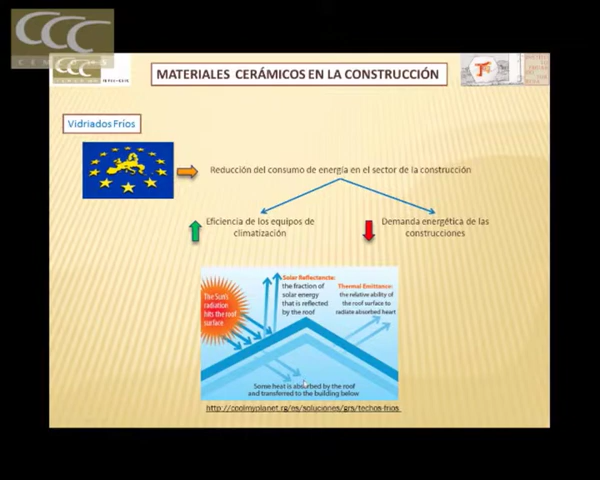 CCC
CEMCOS
CCC
MATERIALES CERÁMICOS EN LA CONSTRUCCIÓN
Vidriados Fríos
Reducción del consumo de energía en el sector de la construcción
Eficiencia de los equipos de
climatización
Demanda energética de las
construcciones
Solar Reflectance:
the fraction of
solar energy
that is reflected
by the roof
Thermal Emittance:
the relative ability of
the roof surface to
radiate absorbed heart
The Sun's
radiation
hits the roof
surface
Some heat is absorbed by the roof
and transferred to the building below
http://coolmyplanet.rg/es/soluciones/grs/techos-frios